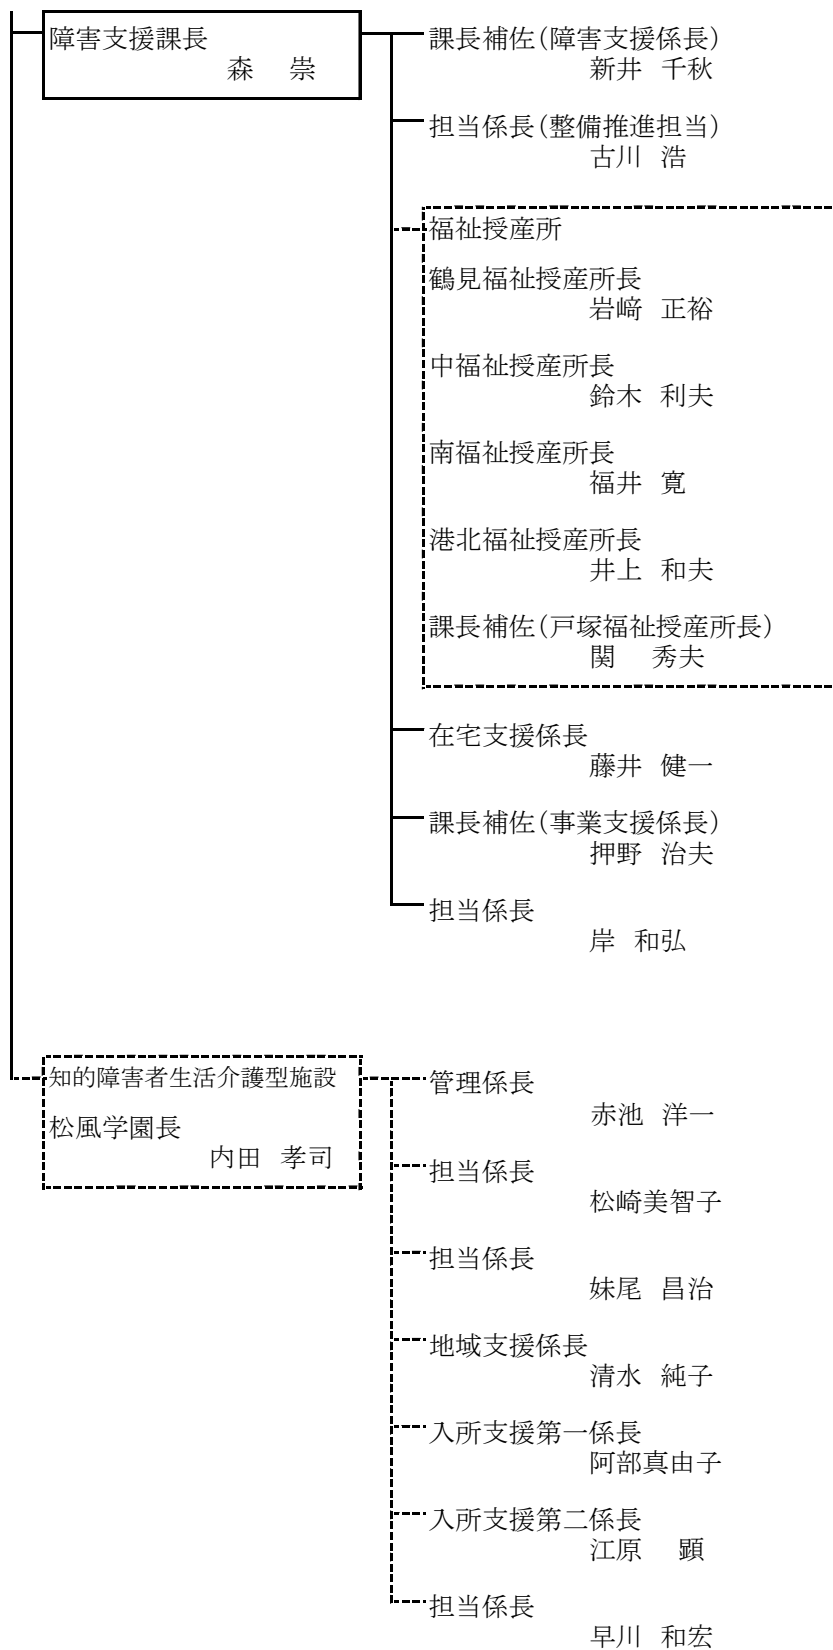 障害支援課長
森　崇
課長補佐(障害支援係長)
新井　千秋
担当係長(整備推進担当)
古川　浩
福祉授産所
鶴見福祉授産所長
岩﨑　正裕
中福祉授産所長
鈴木　利夫
南福祉授産所長
福井　寛
港北福祉授産所長
井上　和夫
課長補佐(戸塚福祉授産所長)
関　秀夫
在宅支援係長
藤井　健一
課長補佐(事業支援係長)
押野　治夫
担当係長
岸　和弘
知的障害者生活介護型施設
松風学園長
内田　孝司
管理係長
赤池　洋一
担当係長
松崎美智子
担当係長
妹尾　昌治
地域支援係長
清水　純子
入所支援第一係長
阿部真由子
入所支援第二係長
江原　顕
担当係長
早川　和宏